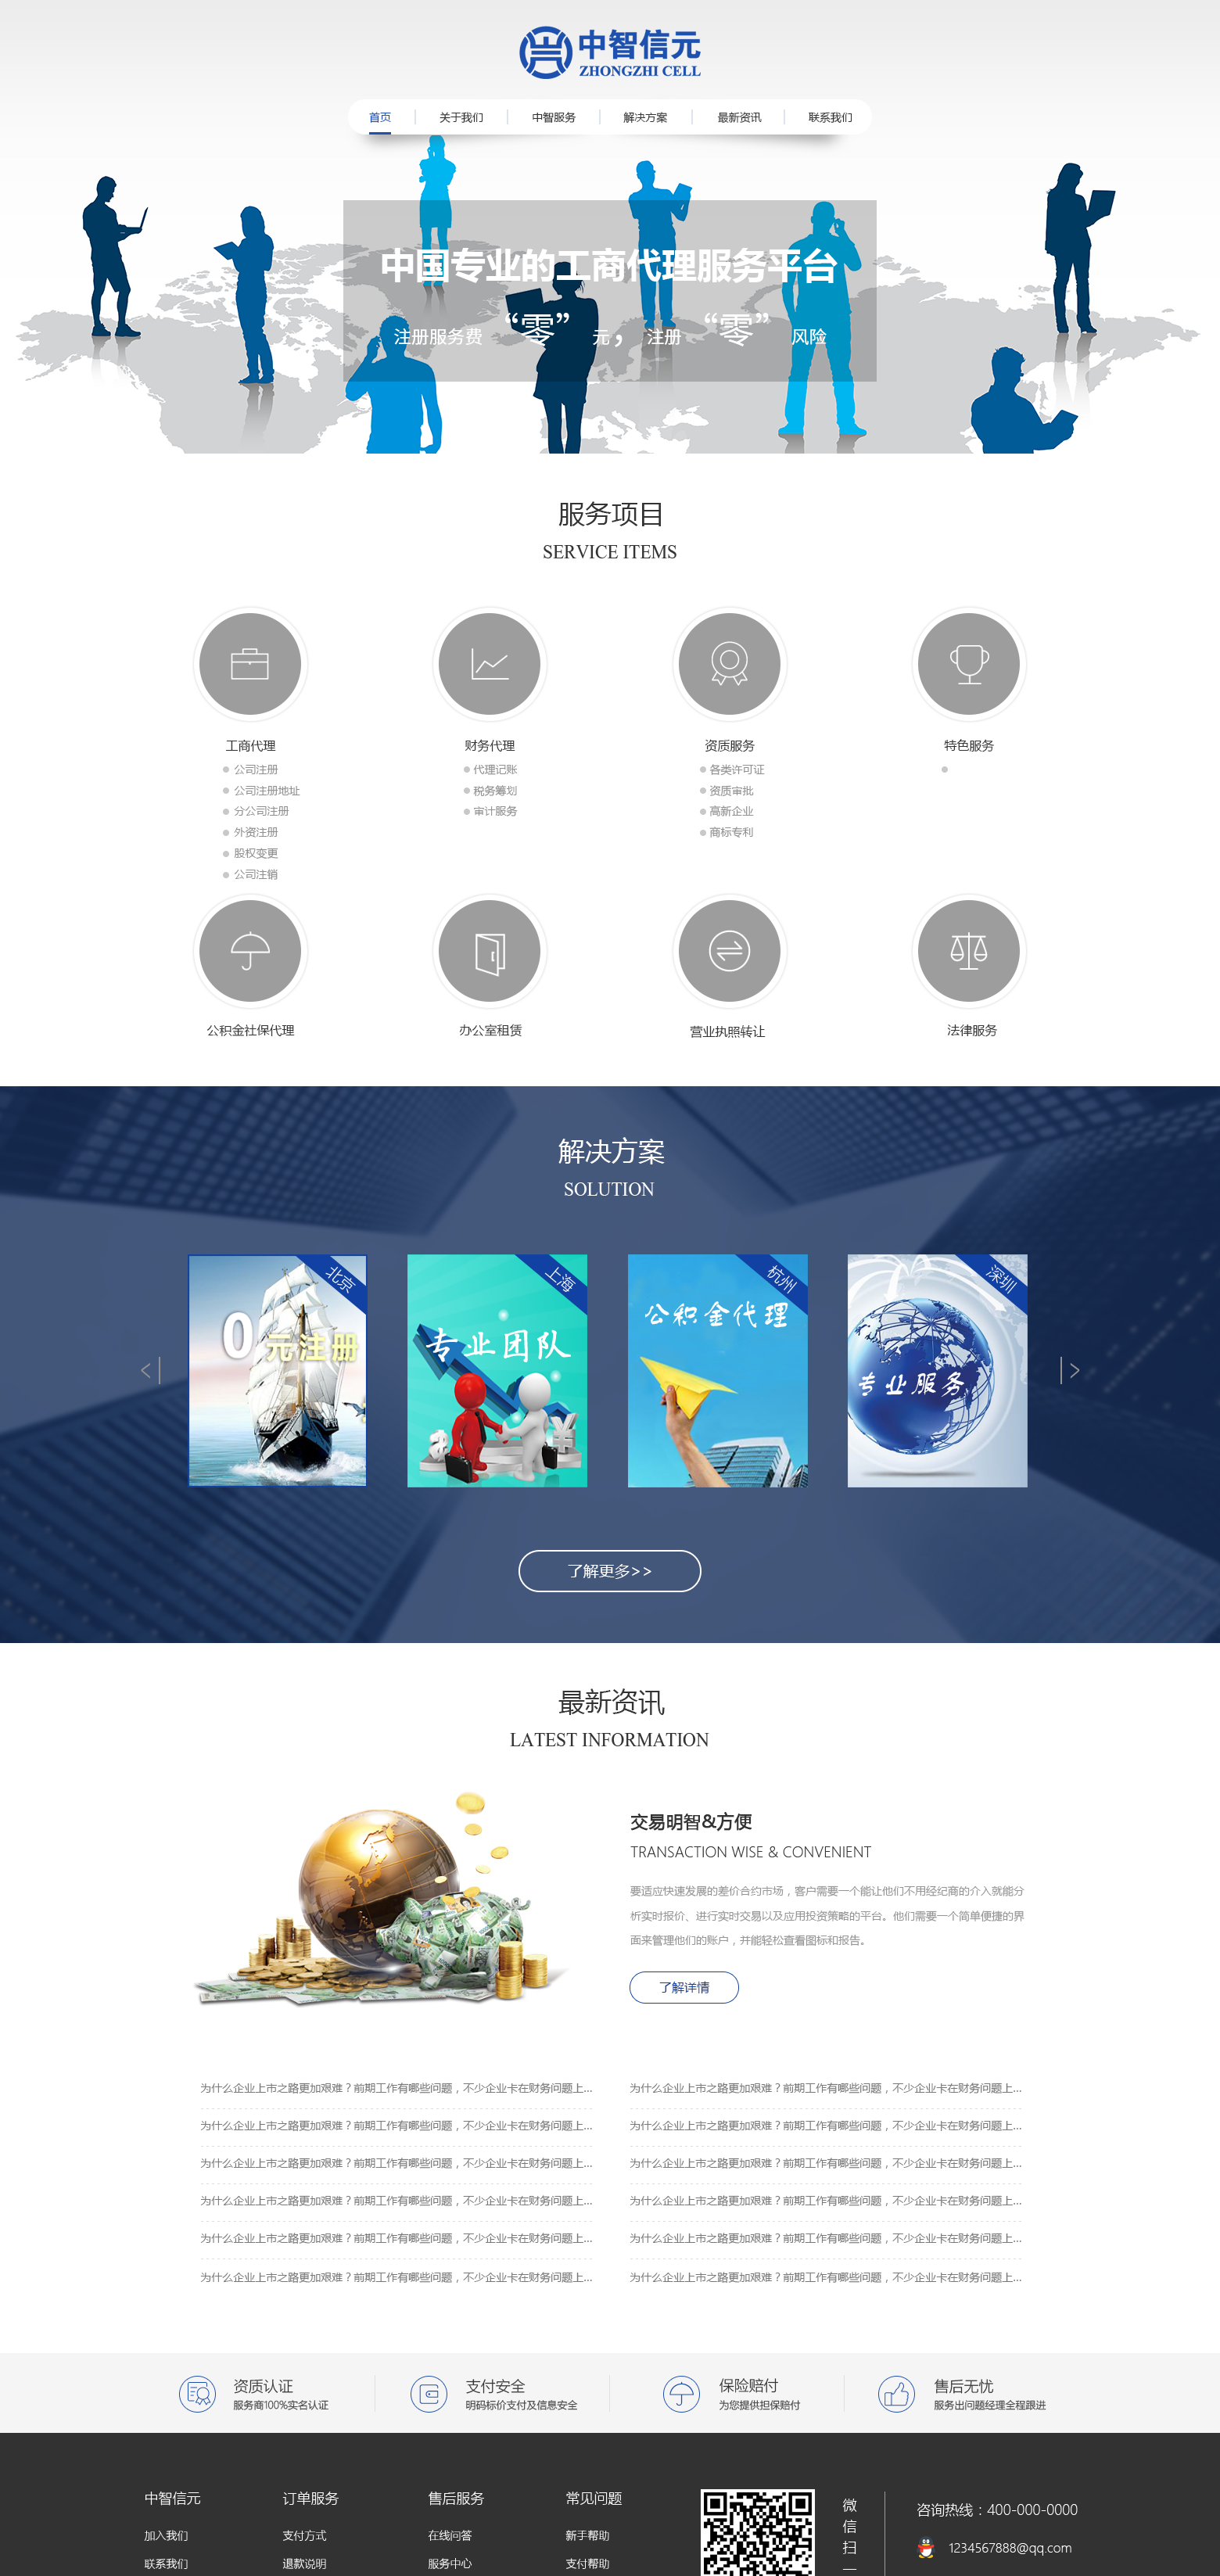 中智信元
ZHONGZHI CELL
首页
关于我们
中智服务
解决方案
最新资讯
联系我们
中国专业的工商代理服务平台
注册服务费 “零” 元， 注册 “零” 风险
服务项目
SERVICE ITEMS
工商代理
公司注册
公司注册地址
分公司注册
外资注册
股权变更
公司注销
财务代理
代理记账
税务筹划
审计服务
资质服务
各类许可证
资质审批
高新企业
商标专利
特色服务
公积金社保代理
办公室租赁
营业执照转让
法律服务
解决方案
SOLUTION
北京
0元注册
上海
专业团队
杭州
公积金代理
深圳
专业服务
了解更多>>
最新资讯
LATEST INFORMATION
交易明智&方便
TRANSACTION WISE & CONVENIENT
要适应快速发展的差价合约市场，客户需要一个能让他们不用经纪商的介入就能分
析实时报价、进行实时交易以及应用投资策略的平台。他们需要一个简单便捷的界
面来管理他们的账户，并能轻松查看图标和报告。
了解详情
为什么企业上市之路更加艰难？前期工作有哪些问题，不少企业卡在财务问题上...
为什么企业上市之路更加艰难？前期工作有哪些问题，不少企业卡在财务问题上...
为什么企业上市之路更加艰难？前期工作有哪些问题，不少企业卡在财务问题上...
为什么企业上市之路更加艰难？前期工作有哪些问题，不少企业卡在财务问题上...
为什么企业上市之路更加艰难？前期工作有哪些问题，不少企业卡在财务问题上...
为什么企业上市之路更加艰难？前期工作有哪些问题，不少企业卡在财务问题上...
为什么企业上市之路更加艰难？前期工作有哪些问题，不少企业卡在财务问题上...
为什么企业上市之路更加艰难？前期工作有哪些问题，不少企业卡在财务问题上...
为什么企业上市之路更加艰难？前期工作有哪些问题，不少企业卡在财务问题上...
为什么企业上市之路更加艰难？前期工作有哪些问题，不少企业卡在财务问题上...
为什么企业上市之路更加艰难？前期工作有哪些问题，不少企业卡在财务问题上...
为什么企业上市之路更加艰难？前期工作有哪些问题，不少企业卡在财务问题上...
资质认证
服务商100%实名认证
支付安全
明码标价支付及信息安全
保险赔付
为您提供担保赔付
售后无忧
服务出问题经理全程跟进
中智信元
加入我们
联系我们
订单服务
支付方式
退款说明
售后服务
在线问答
服务中心
常见问题
新手帮助
支付帮助
微信扫一
咨询热线：400-000-0000
1234567888@qq.com